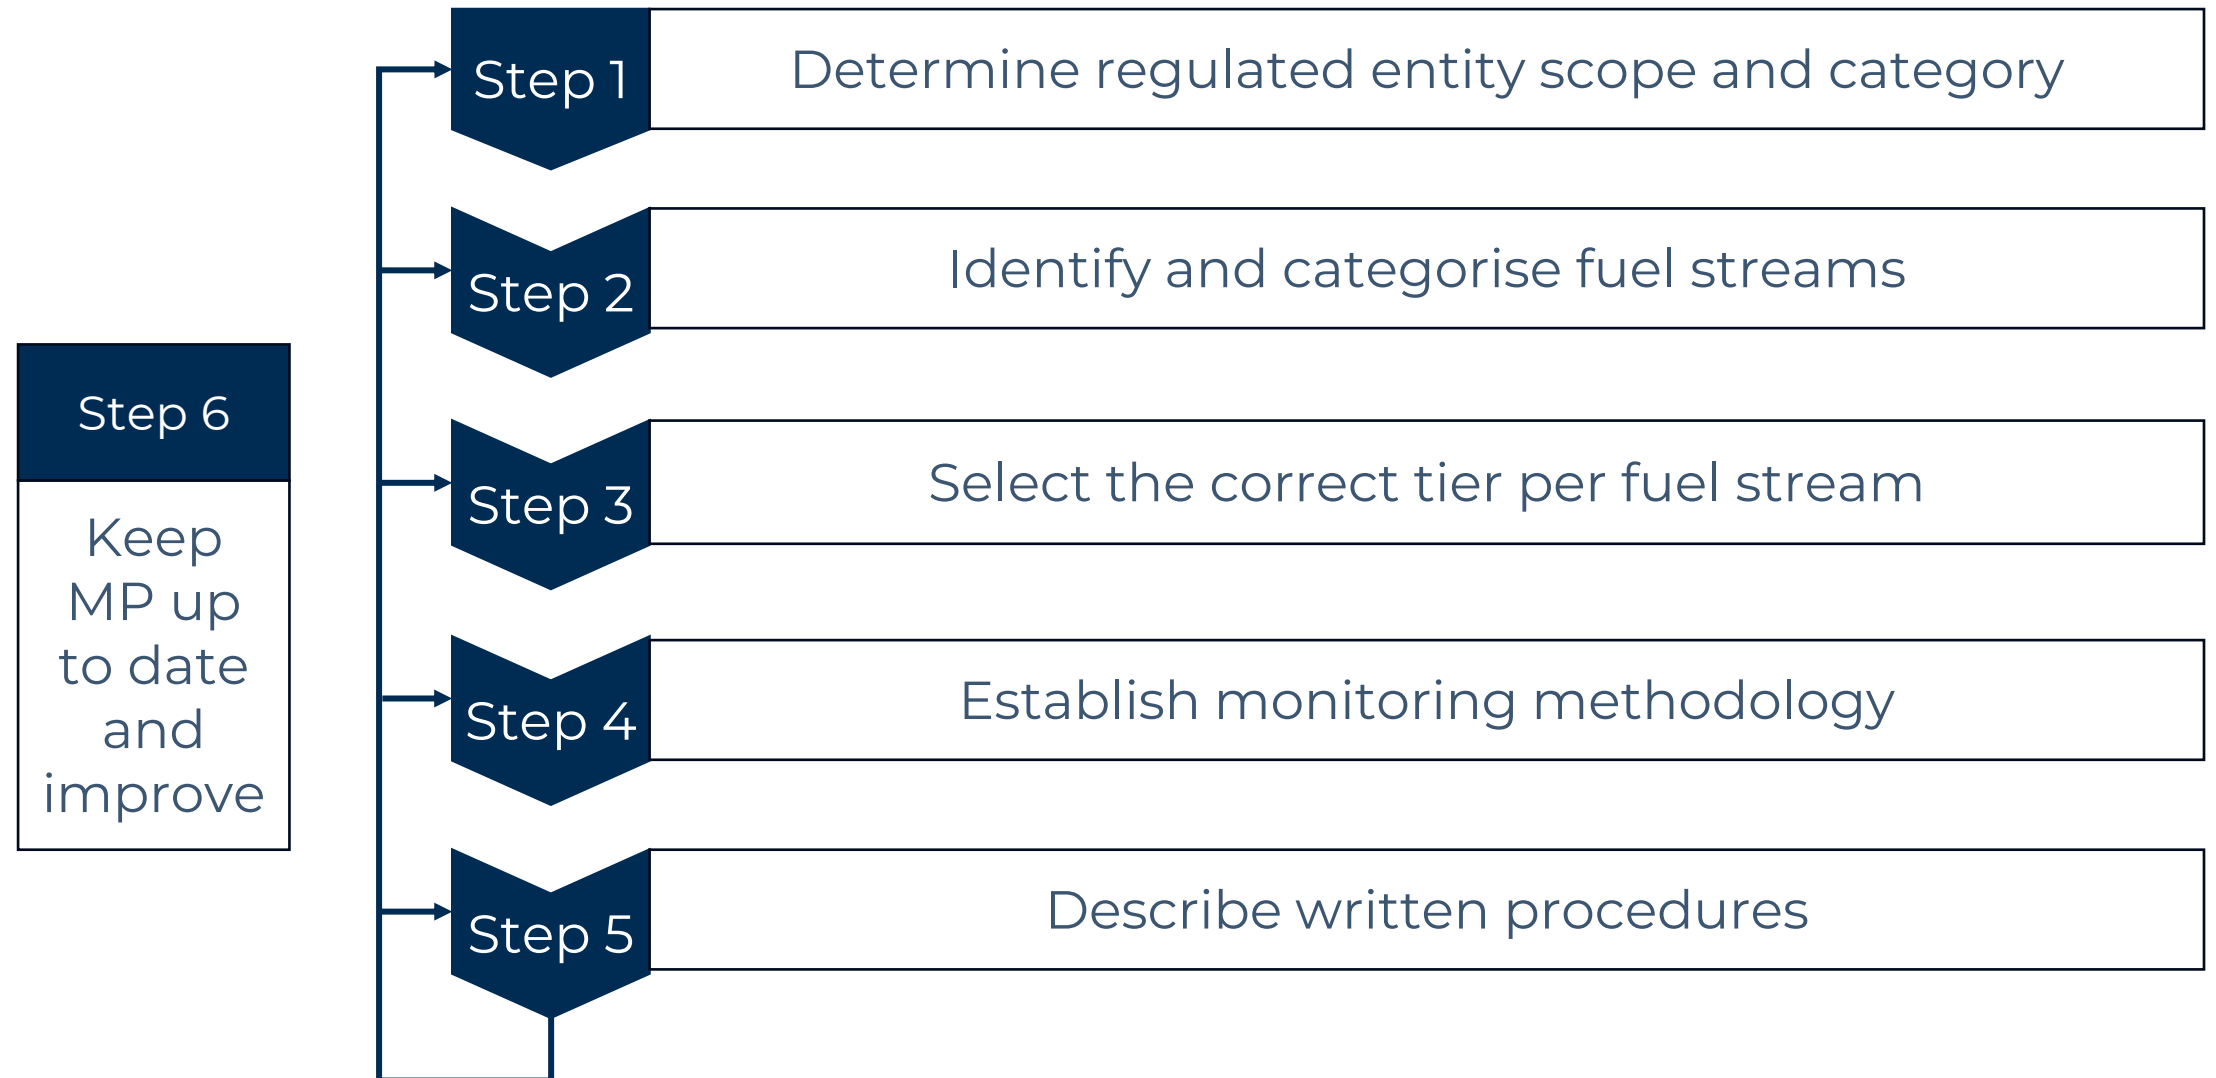 Step 1
Determine regulated entity scope and category
Step 2
Identify and categorise fuel streams
Step 3
Select the correct tier per fuel stream
Step 4
Establish monitoring methodology
Step 5
Describe written procedures
Step 6
Keep
MP up
to date
and
improve